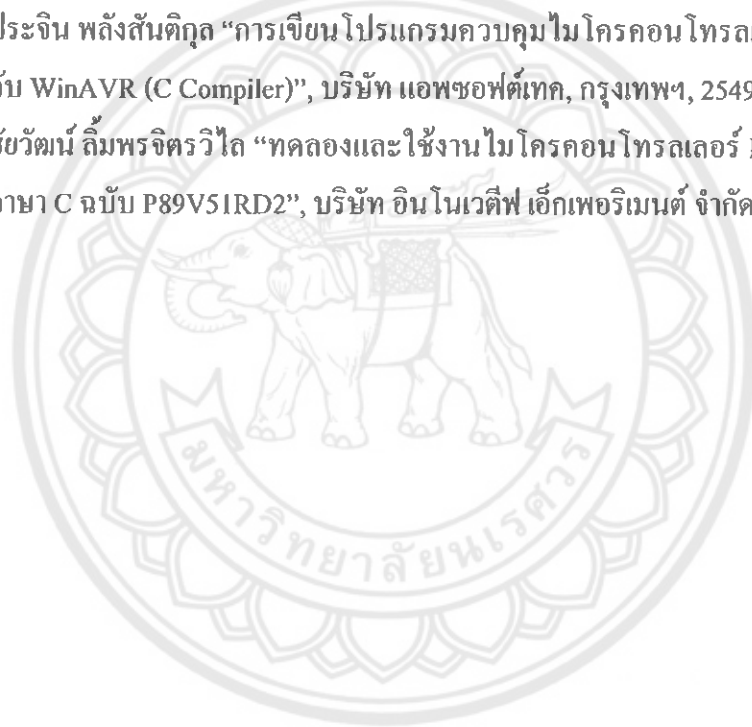 ประจิน พลังสันติกุล “การเขียนโปรแกรมควบคุมไมโครคอนโทรลเ
กับ WinAVR (C Compiler)”, บริษัท แอพซอฟต์เทค, กรุงเทพฯ, 2549
ชัยวัฒน์ ลิ้มพรจิตรวิไล “ทดลองและใช้งานไมโครคอนโทรลเลอร์
ภาษา C ฉบับ P89V51RD2”, บริษัท อินโนเวตีฟ เอ็กเพอริเมนต์ จำกัด
มหาวิทยาลัยนเรศวร